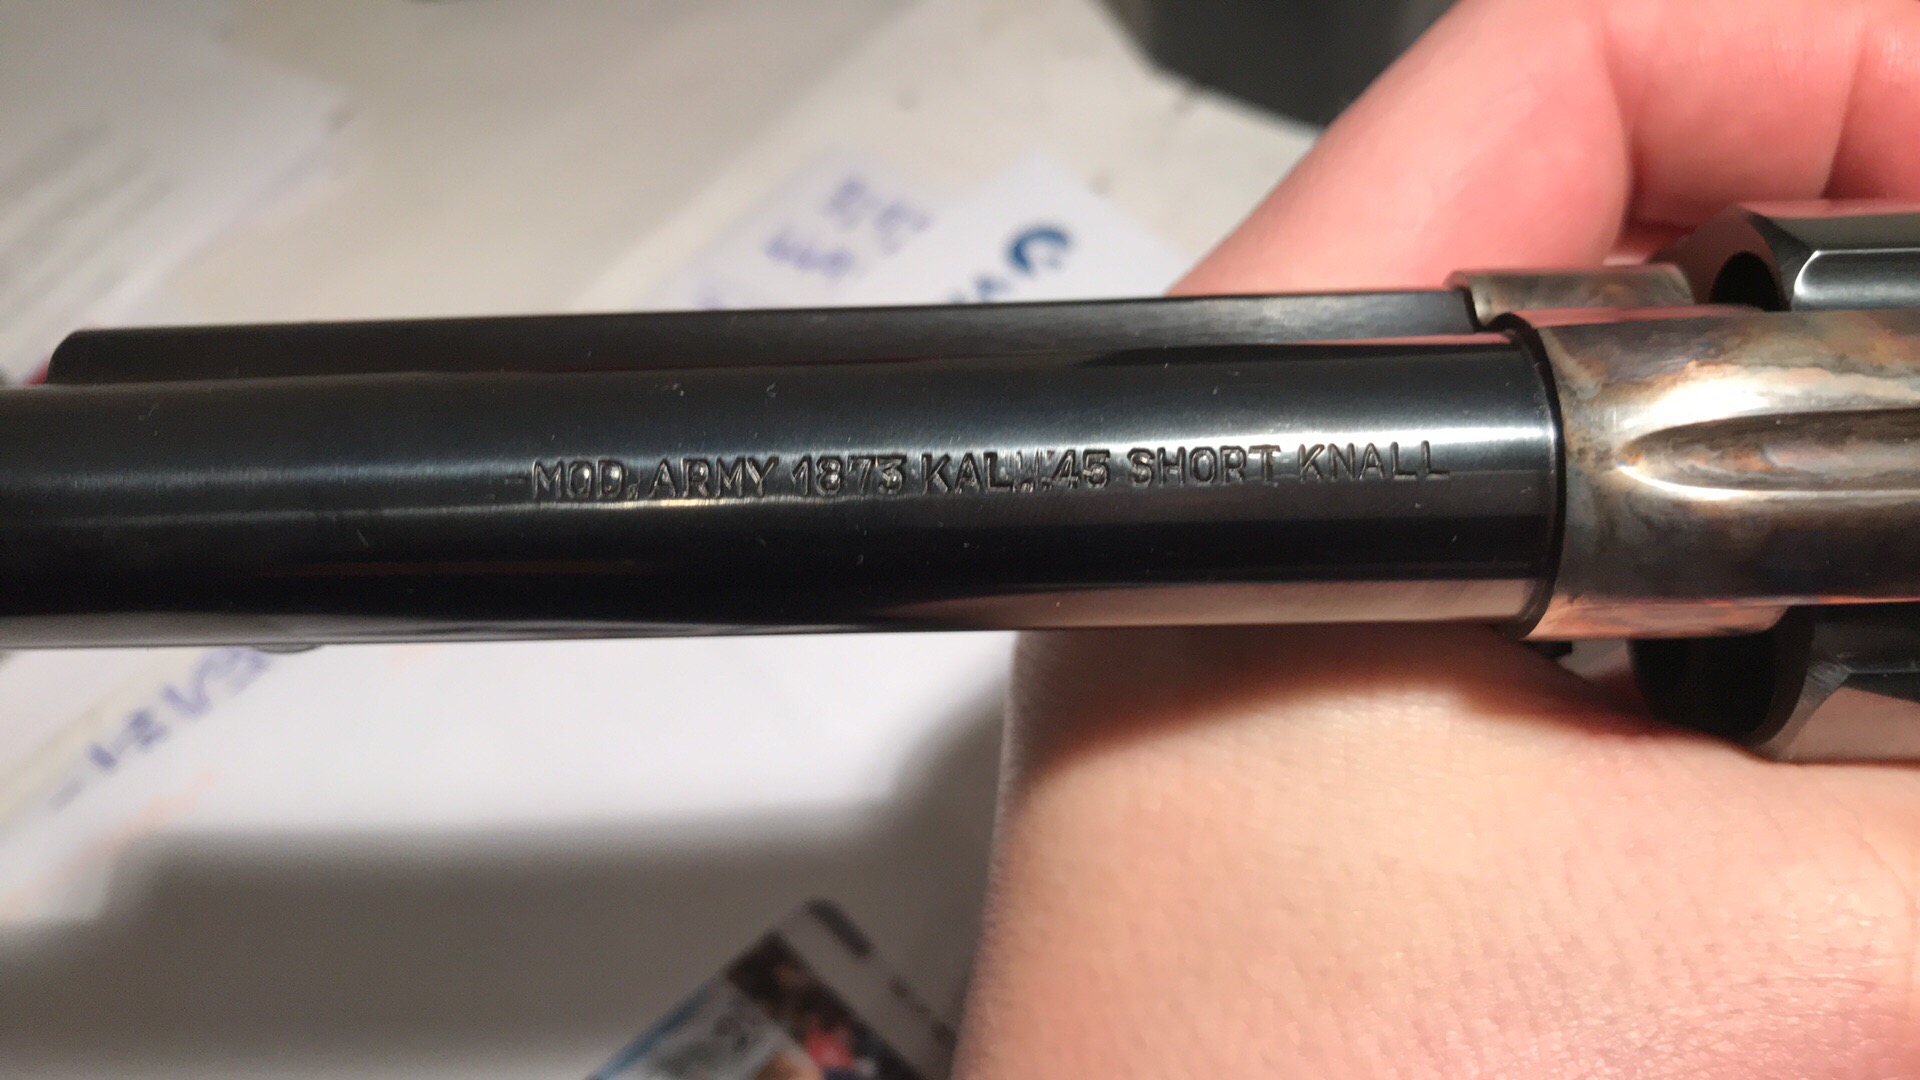 MOD. ARMY 1873 KAL. .45 SHORT KNALL